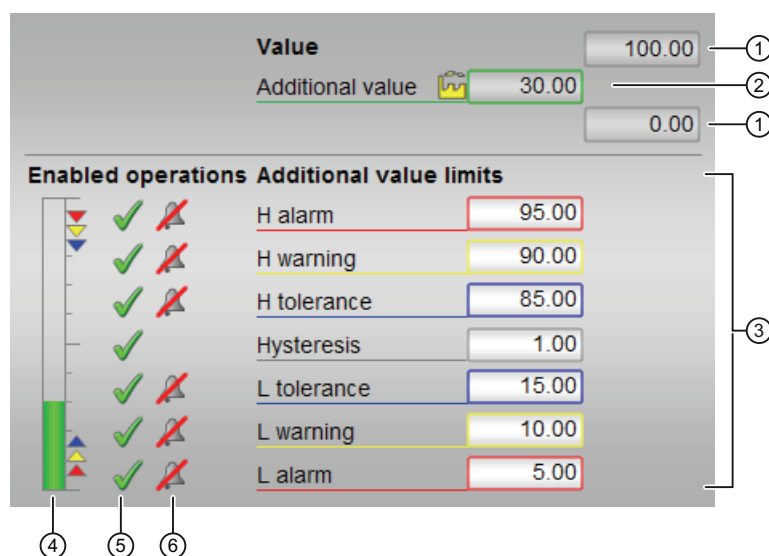 Value 100.00 1
Additional value 30.00 2
0.00 1
Enabled operations Additional value limits
H alarm 95.00
H warning 90.00
H tolerance 85.00
Hysteresis 1.00 3
L tolerance 15.00
L warning 10.00
L alarm 5.00
4 5 6